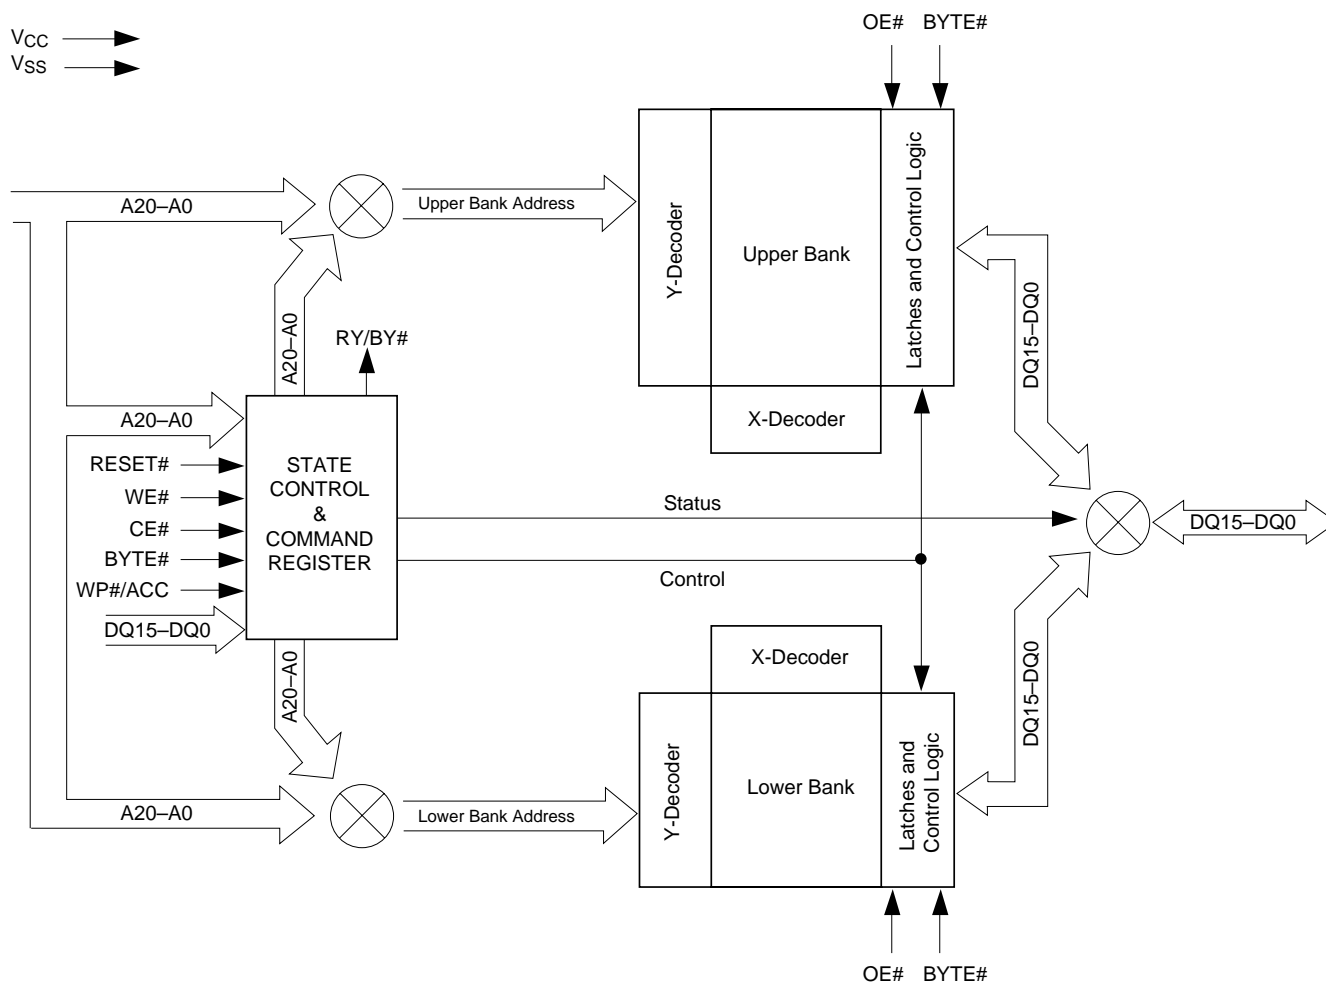 OE# BYTE#
VCC
VSS
A20–A0
Upper Bank Address
Y-Decoder
Upper Bank
Latches and Control Logic
DQ15–DQ0
A20–A0
RY/BY#
X-Decoder
A20–A0
RESET#
WE#
CE#
BYTE#
WP#/ACC
DQ15–DQ0
STATE
CONTROL
&
COMMAND
REGISTER
Status
Control
DQ15–DQ0
A20–A0
X-Decoder
DQ15–DQ0
Y-Decoder
Lower Bank
Latches and
Control Logic
A20–A0
Lower Bank Address
OE# BYTE#